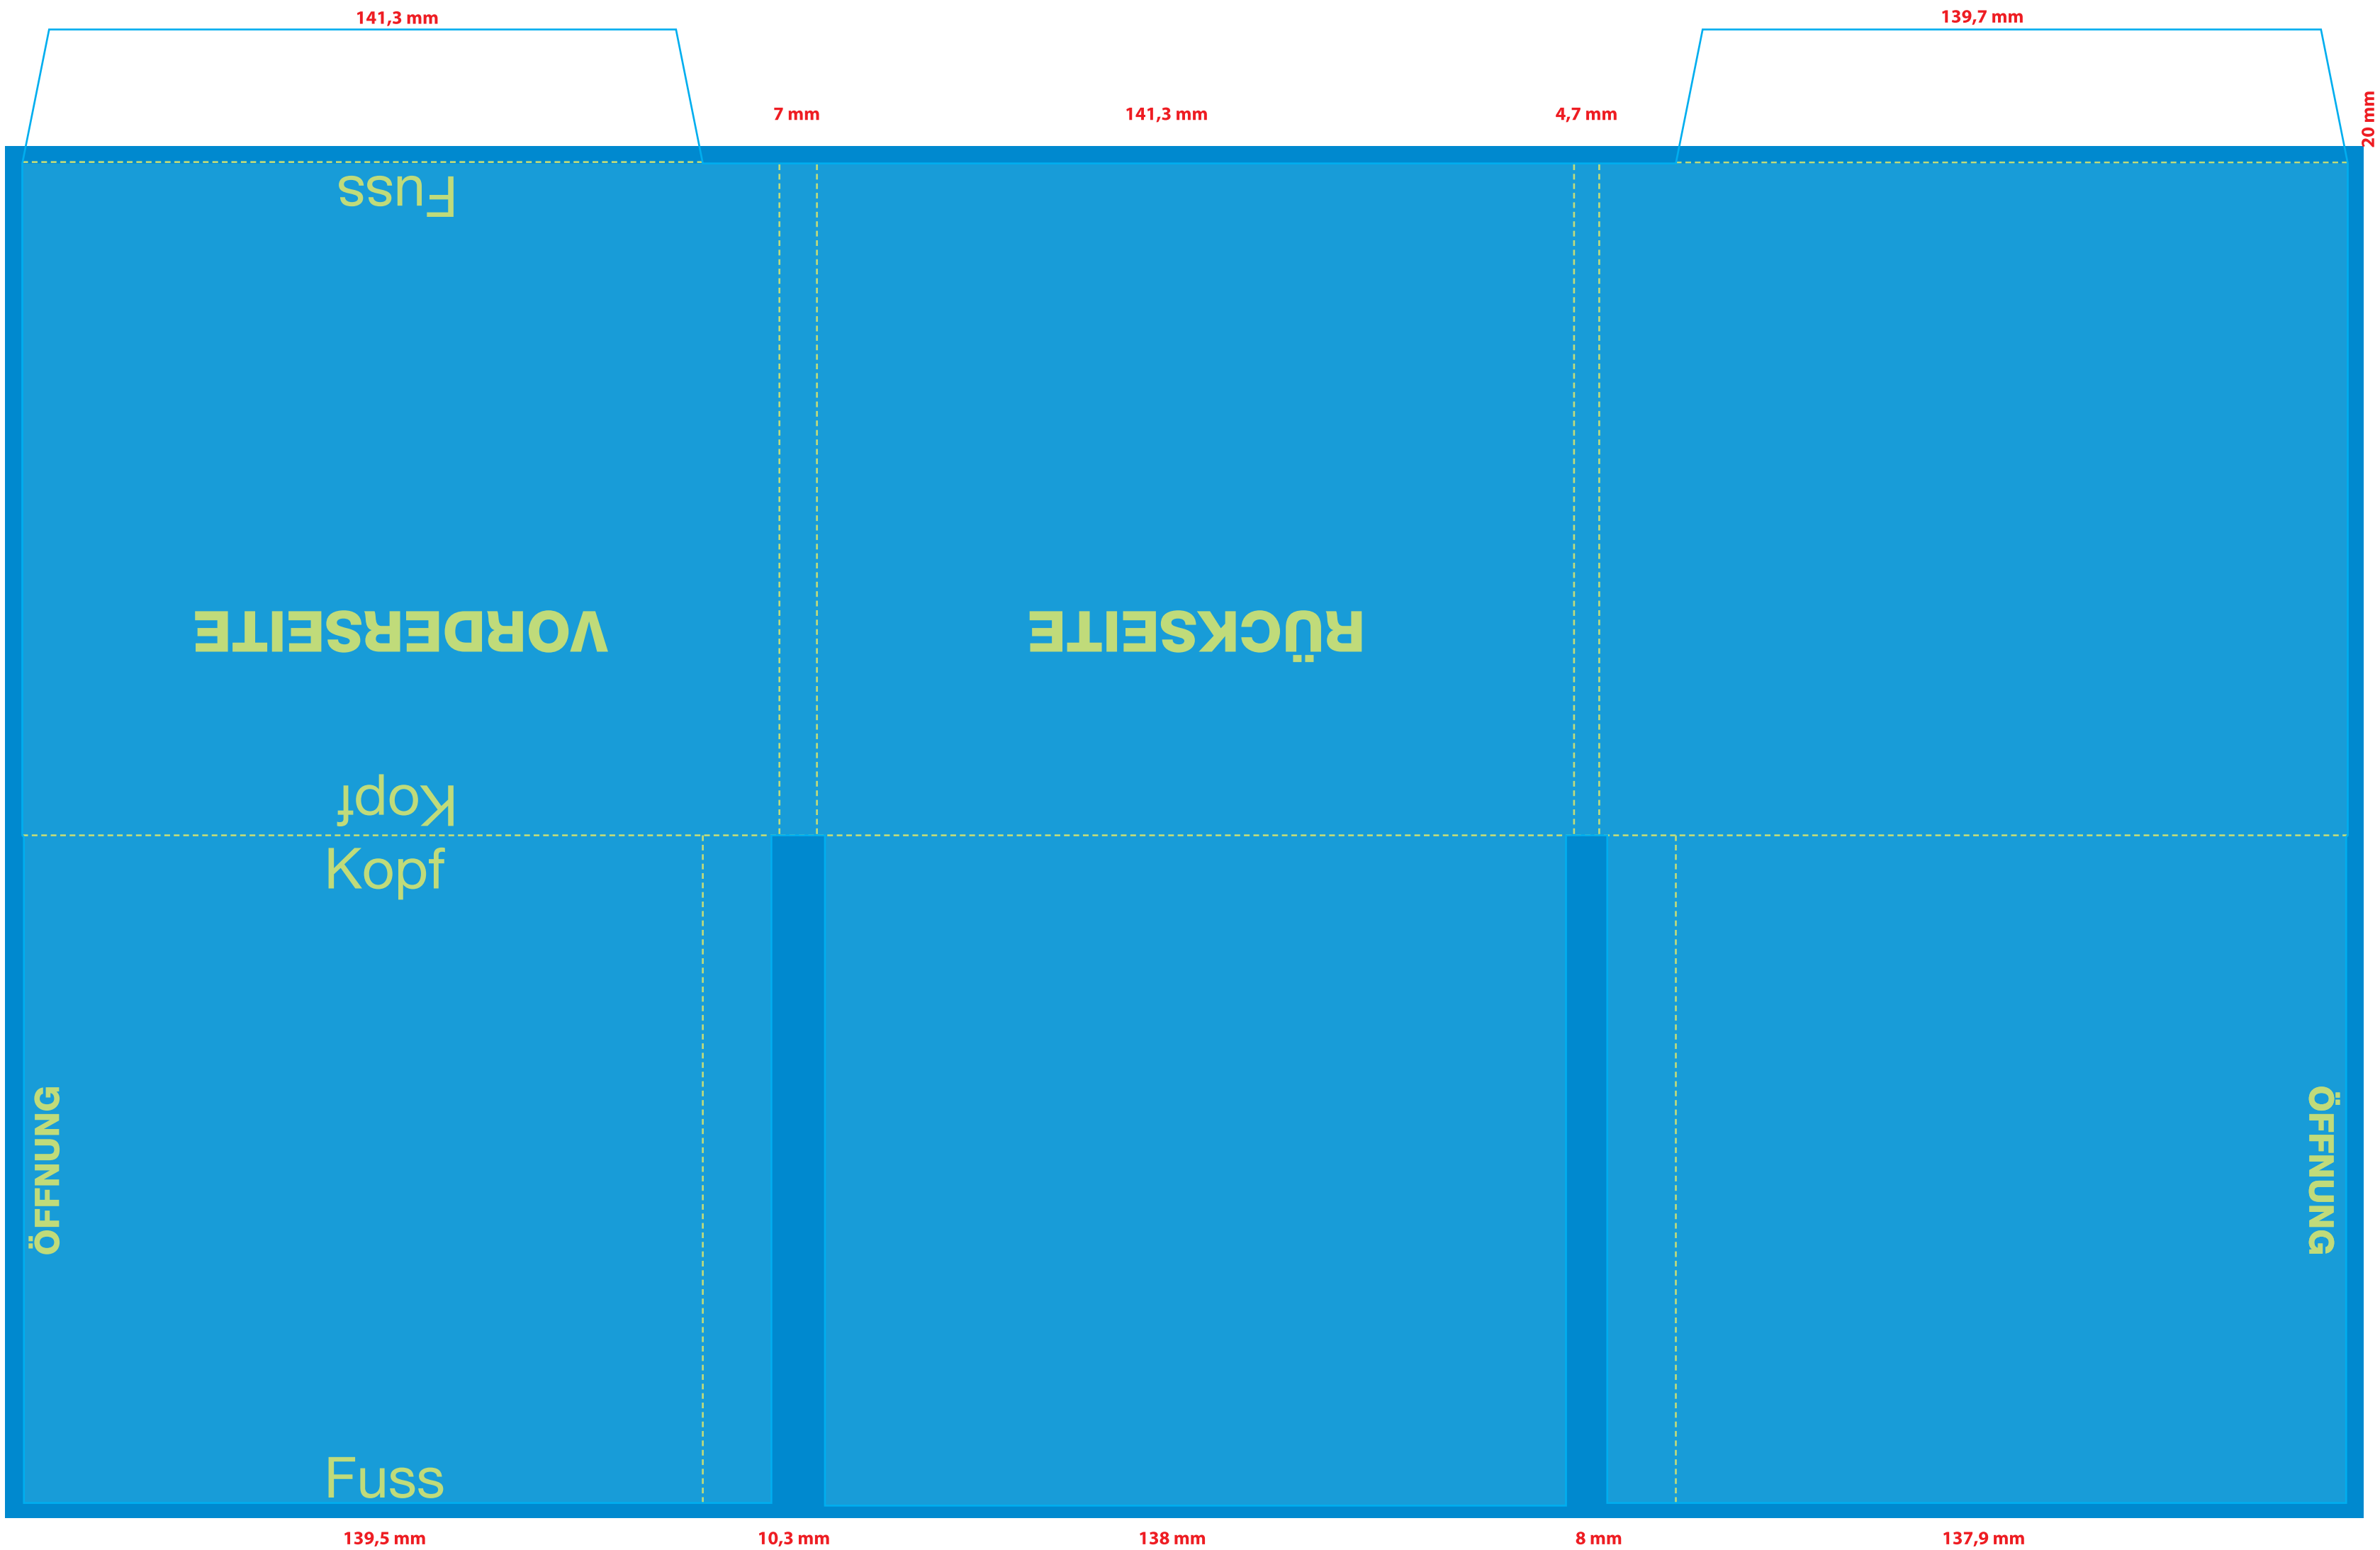 141,3 mm
139,7 mm
7 mm
141,3 mm
4,7 mm
20 mm
Fuss
VORDERSEITE
RÜCKSEITE
Kopf
Kopf
ÖFFNUNG
ÖFFNUNG
Fuss
139,5 mm
10,3 mm
138 mm
8 mm
137,9 mm